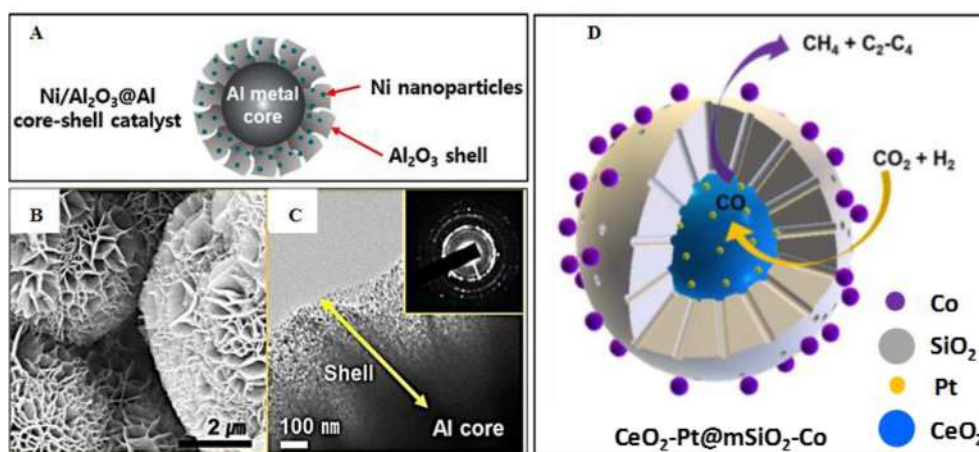 A
Ni/Al₂O₃@Al
core-shell catalyst
Al metal
core
Ni nanoparticles
Al₂O₃ shell
B
2 μm
C
Shell
Al core
100 nm
D
CH₄ + C₂-C₄
CO₂ + H₂
CO
Co
SiO₂
Pt
CeO₂
CeO₂-Pt@mSiO₂-Co